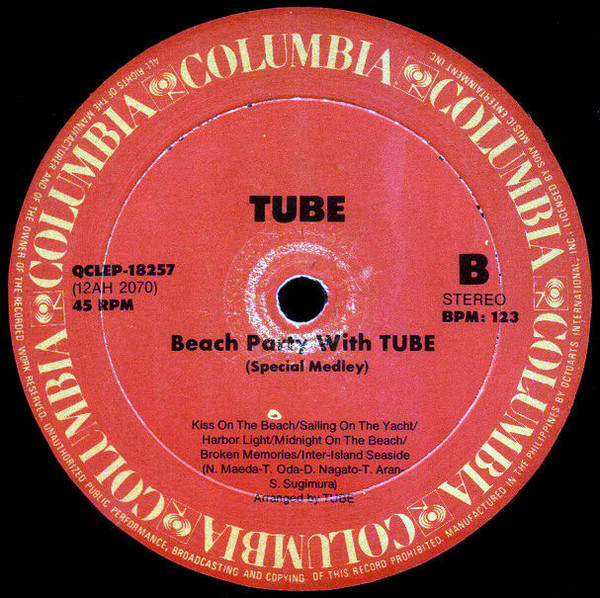 COLUMBIA COLUMBIA COLUMBIA COLUMBIA COLUMBIA COLUMBIA COLUMBIA
ALL RIGHTS OF THE MANUFACTURER AND OF THE OWNER OF THE RECORDED WORK RESERVED. UNAUTHORIZED PUBLIC PERFORMANCE, BROADCASTING AND COPYING OF THIS RECORD PROHIBITED. MANUFACTURED IN THE PHILIPPINES BY OCTOARTS INTERNATIONAL, INC. LICENSED BY SONY MUSIC ENTERTAINMENT INC.
TUBE
QCLEP-18257
(12AH 2070)
45 RPM
B
STEREO
BPM: 123
Beach Party With TUBE
(Special Medley)
Kiss On The Beach/Sailing On The Yacht/
Harbor Light/Midnight On The Beach/
Broken Memories/Inter-Island Seaside
(N. Maeda-T. Oda-D. Nagato-T. Aran-
S. Sugimura)
Arranged by TUBE